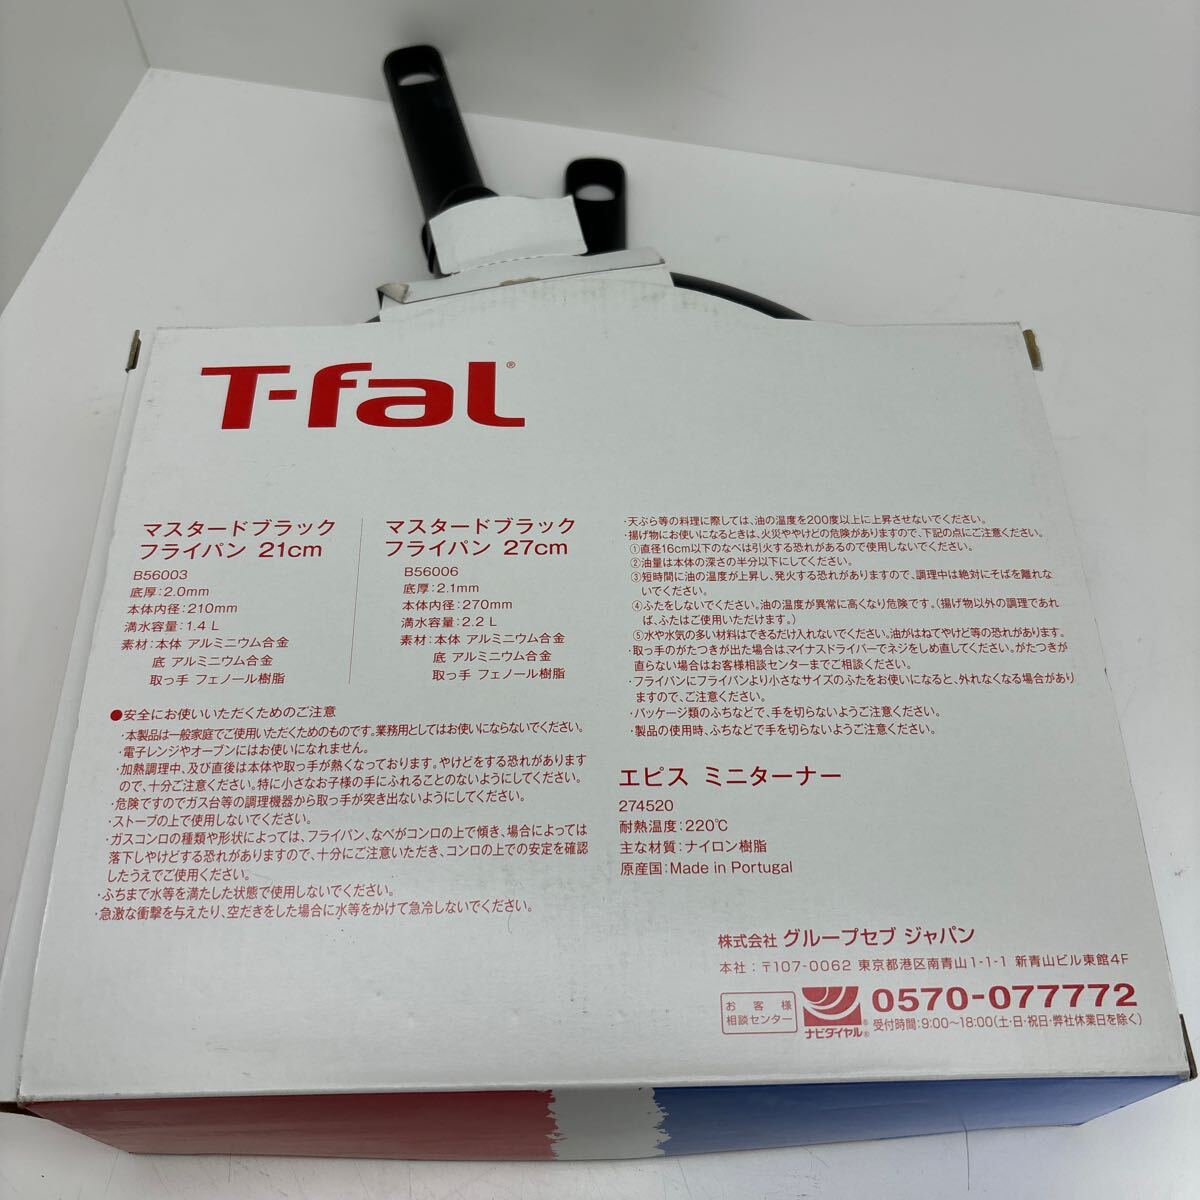 T-fal®
マスタードブラック
フライパン 21cm
B56003
底厚:2.0mm
本体内径:210mm
満水容量:1.4 L
素材:本体 アルミニウム合金
底 アルミニウム合金
取っ手 フェノール樹脂
マスタードブラック
フライパン 27cm
B56006
底厚:2.1mm
本体内径:270mm
満水容量:2.2 L
素材:本体 アルミニウム合金
底 アルミニウム合金
取っ手 フェノール樹脂
●安全にお使いいただくためのご注意
・本製品は一般家庭でご使用いただくためのものです。業務用としてはお使いにならないでください。
・電子レンジやオーブンにはお使いになれません。
・加熱調理中、及び直後は本体や取っ手が熱くなっております。やけどをする恐れがあります
ので、十分ご注意ください。特に小さなお子様の手にふれることのないようにしてください。
・危険ですのでガス台等の調理機器から取っ手が突き出ないようにしてください。
・ストーブの上で使用しないでください。
・ガスコンロの種類や形状によっては、フライパン、なべがコンロの上で傾き、場合によっては
落下しやけどする恐れがありますので、十分にご注意いただき、コンロの上での安定を確認
したうえでご使用ください。
・ふちまで水等を満たした状態で使用しないでください。
・急激な衝撃を与えたり、空だきをした場合に水等をかけて急冷しないでください。
・天ぷら等の料理に際しては、油の温度を200度以上に上昇させないでください。
・揚げ物にお使いになるときは、火災ややけどの危険がありますので、下記の点にご注意ください。
①直径16cm以下のなべは引火する恐れがあるので使用しないでください。
②油量は本体の深さの半分以下にしてください。
③短時間に油の温度が上昇し、発火する恐れがありますので、調理中は絶対にそばを離れな
いでください。
④ふたをしないでください。油の温度が異常に高くなり危険です。(揚げ物以外の調理であれ
ば、ふたはご使用いただけます。)
⑤水や水気の多い材料はできるだけ入れないでください。油がはねてやけど等の恐れがあります。
・取っ手のがたつきが出た場合はマイナスドライバーでネジをしめ直してください。がたつきが
直らない場合はお客様相談センターまでご相談ください。
・フライパンにフライパンより小さなサイズのふたをお使いになると、外れなくなる場合があり
ますので、ご注意ください。
・パッケージ類のふちなどで、手を切らないようご注意ください。
・製品の使用時、ふちなどで手を切らないようご注意ください。
エピス ミニターナー
274520
耐熱温度:220℃
主な材質:ナイロン樹脂
原産国:Made in Portugal
株式会社 グループセブ ジャパン
本社:〒107-0062 東京都港区南青山1-1-1 新青山ビル東館4F
お客様
相談センター
ナビダイヤル®
0570-077772
受付時間:9:00〜18:00(土・日・祝日・弊社休業日を除く)